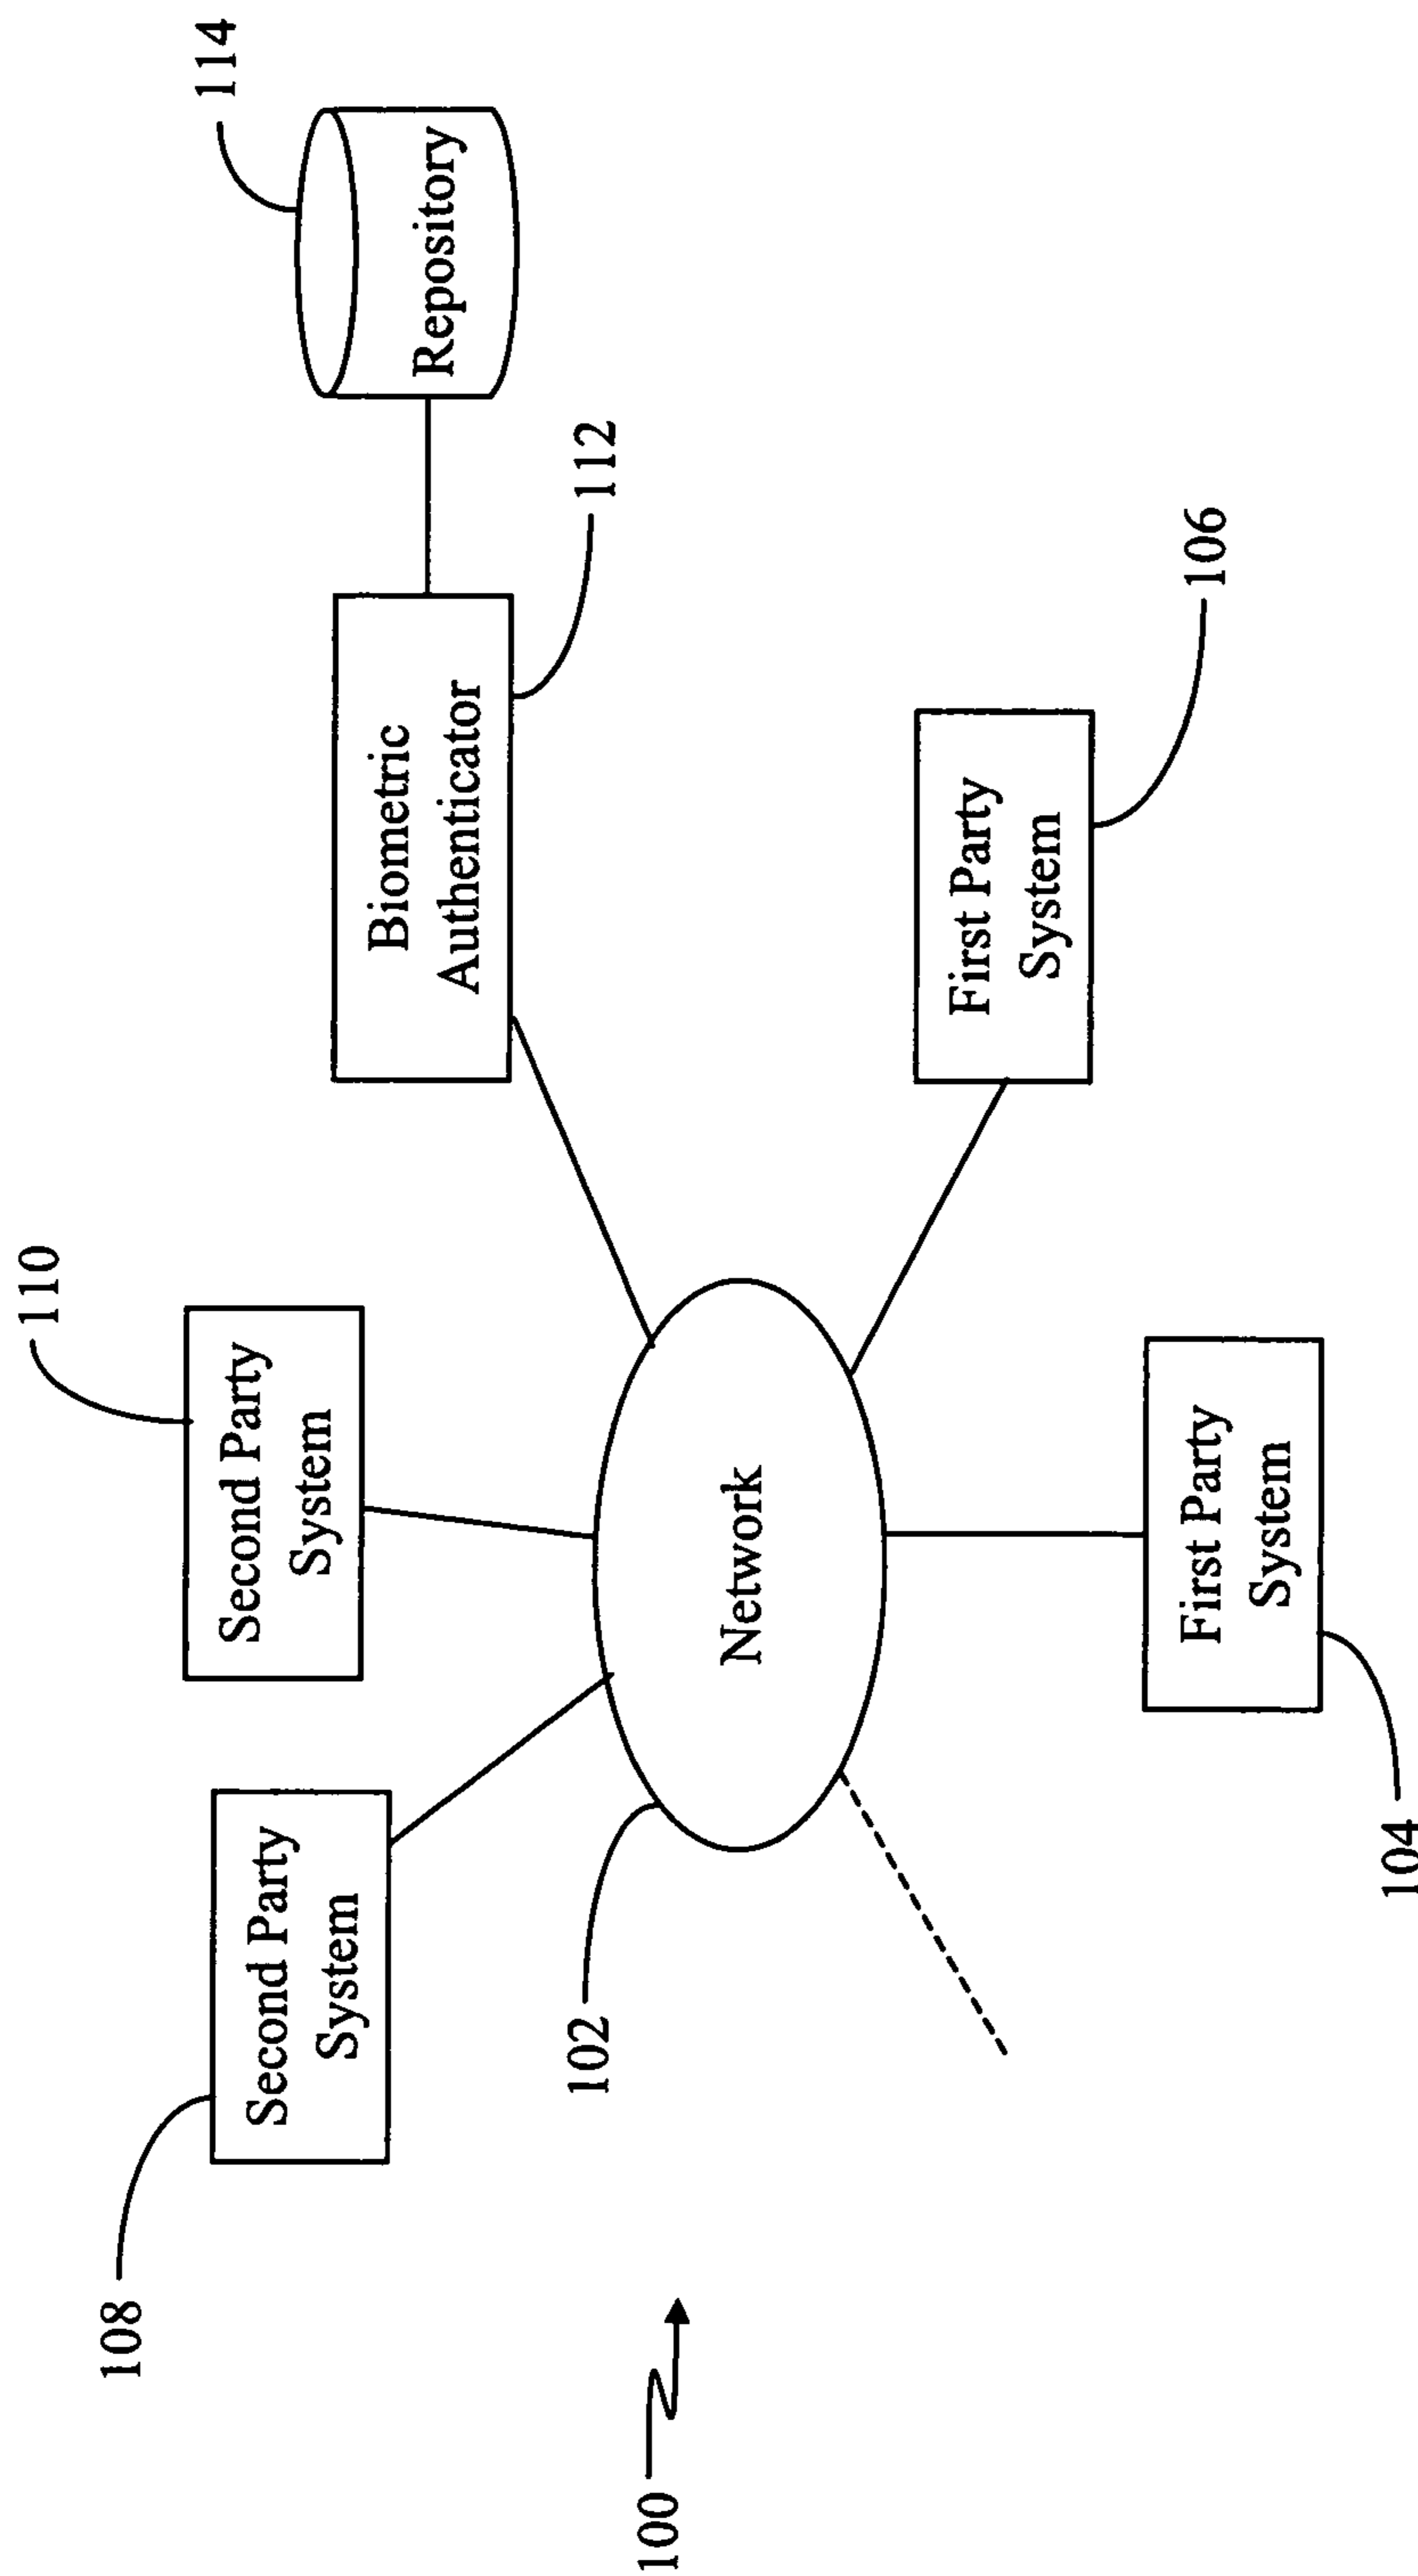 108
Second Party
System
110
Second Party
System
114
Repository
Biometric
Authenticator
112
102
Network
First Party
System
106
First Party
System
104
100